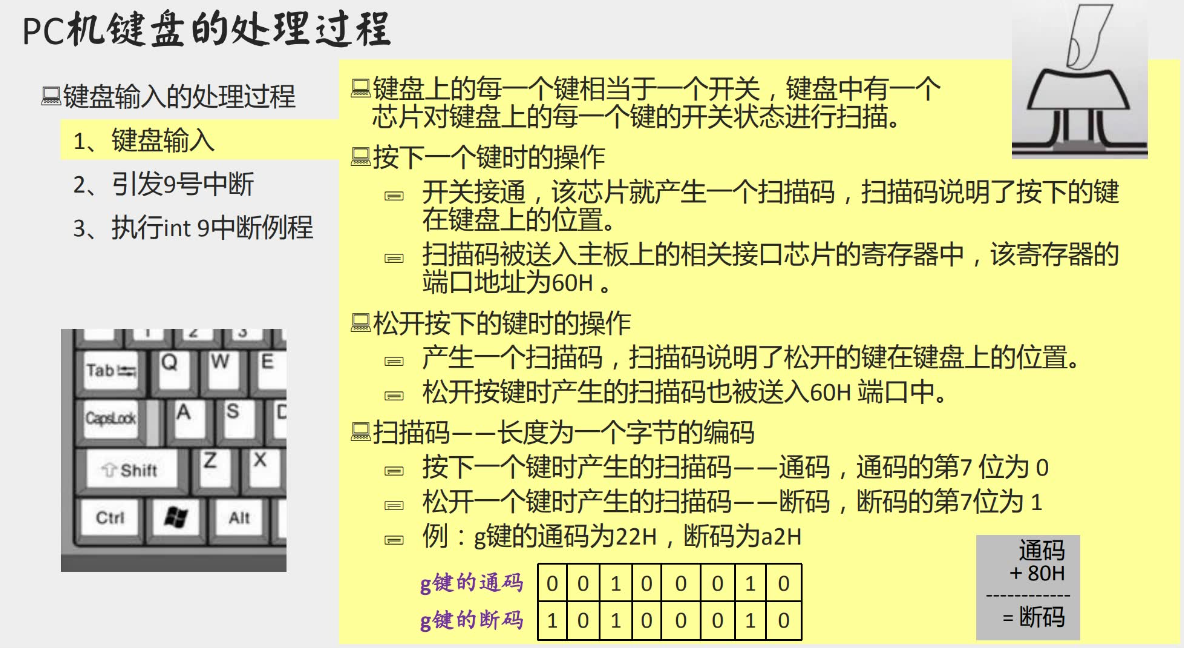 PC机键盘的处理过程
键盘输入的处理过程
1、键盘输入
2、引发9号中断
3、执行int 9中断例程
键盘上的每一个键相当于一个开关，键盘中有一个
芯片对键盘上的每一个键的开关状态进行扫描。
按下一个键时的操作
开关接通，该芯片就产生一个扫描码，扫描码说明了按下的键
在键盘上的位置。
扫描码被送入主板上的相关接口芯片的寄存器中，该寄存器的
端口地址为60H 。
松开按下的键时的操作
产生一个扫描码，扫描码说明了松开的键在键盘上的位置。
松开按键时产生的扫描码也被送入60H 端口中。
扫描码——长度为一个字节的编码
按下一个键时产生的扫描码——通码，通码的第7 位为 0
松开一个键时产生的扫描码——断码，断码的第7位为 1
例：g键的通码为22H，断码为a2H
g键的通码 0 0 1 0 0 0 1 0
g键的断码 1 0 1 0 0 0 1 0
通码
+ 80H
------------
= 断码
1 2 3
Tab Q W E
CapsLock A S D
Shift Z X
Ctrl Alt